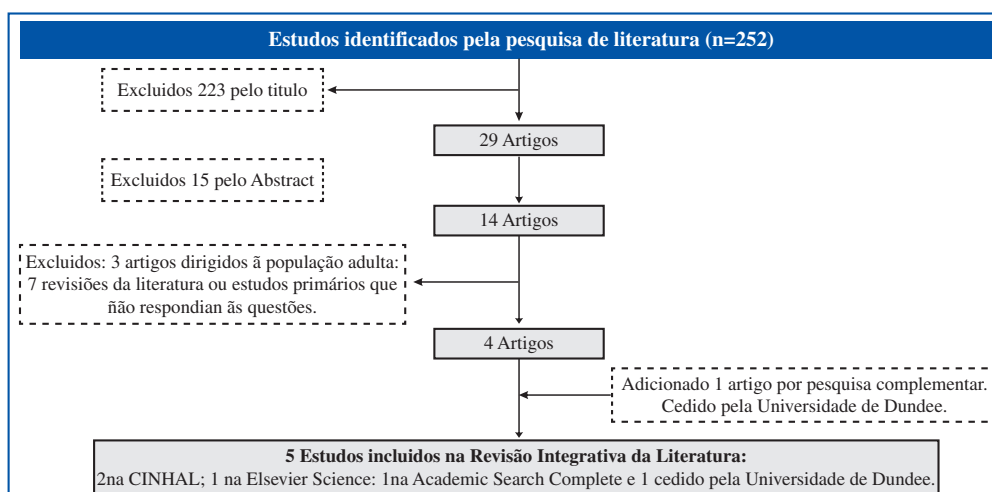 Estudos identificados pela pesquisa de literatura (n=252)
Excluidos 223 pelo titulo
29 Artigos
Excluidos 15 pelo Abstract
14 Artigos
Excluidos: 3 artigos dirigidos ã população adulta:
7 revisiões da literatura ou estudos primários que
ñão respondian ãs questões.
4 Artigos
Adicionado 1 artigo por pesquisa complementar.
Cedido pela Universidade de Dundee.
5 Estudos incluidos na Revisão Integrativa da Literatura:
2na CINHAL; 1 na Elsevier Science: 1na Academic Search Complete e 1 cedido pela Universidade de Dundee.